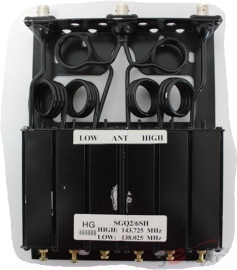 LOW ANT HIGH
HG
SGQ2/6SH
HIGH: 143.725 MHz
LOW: 138.025 MHz